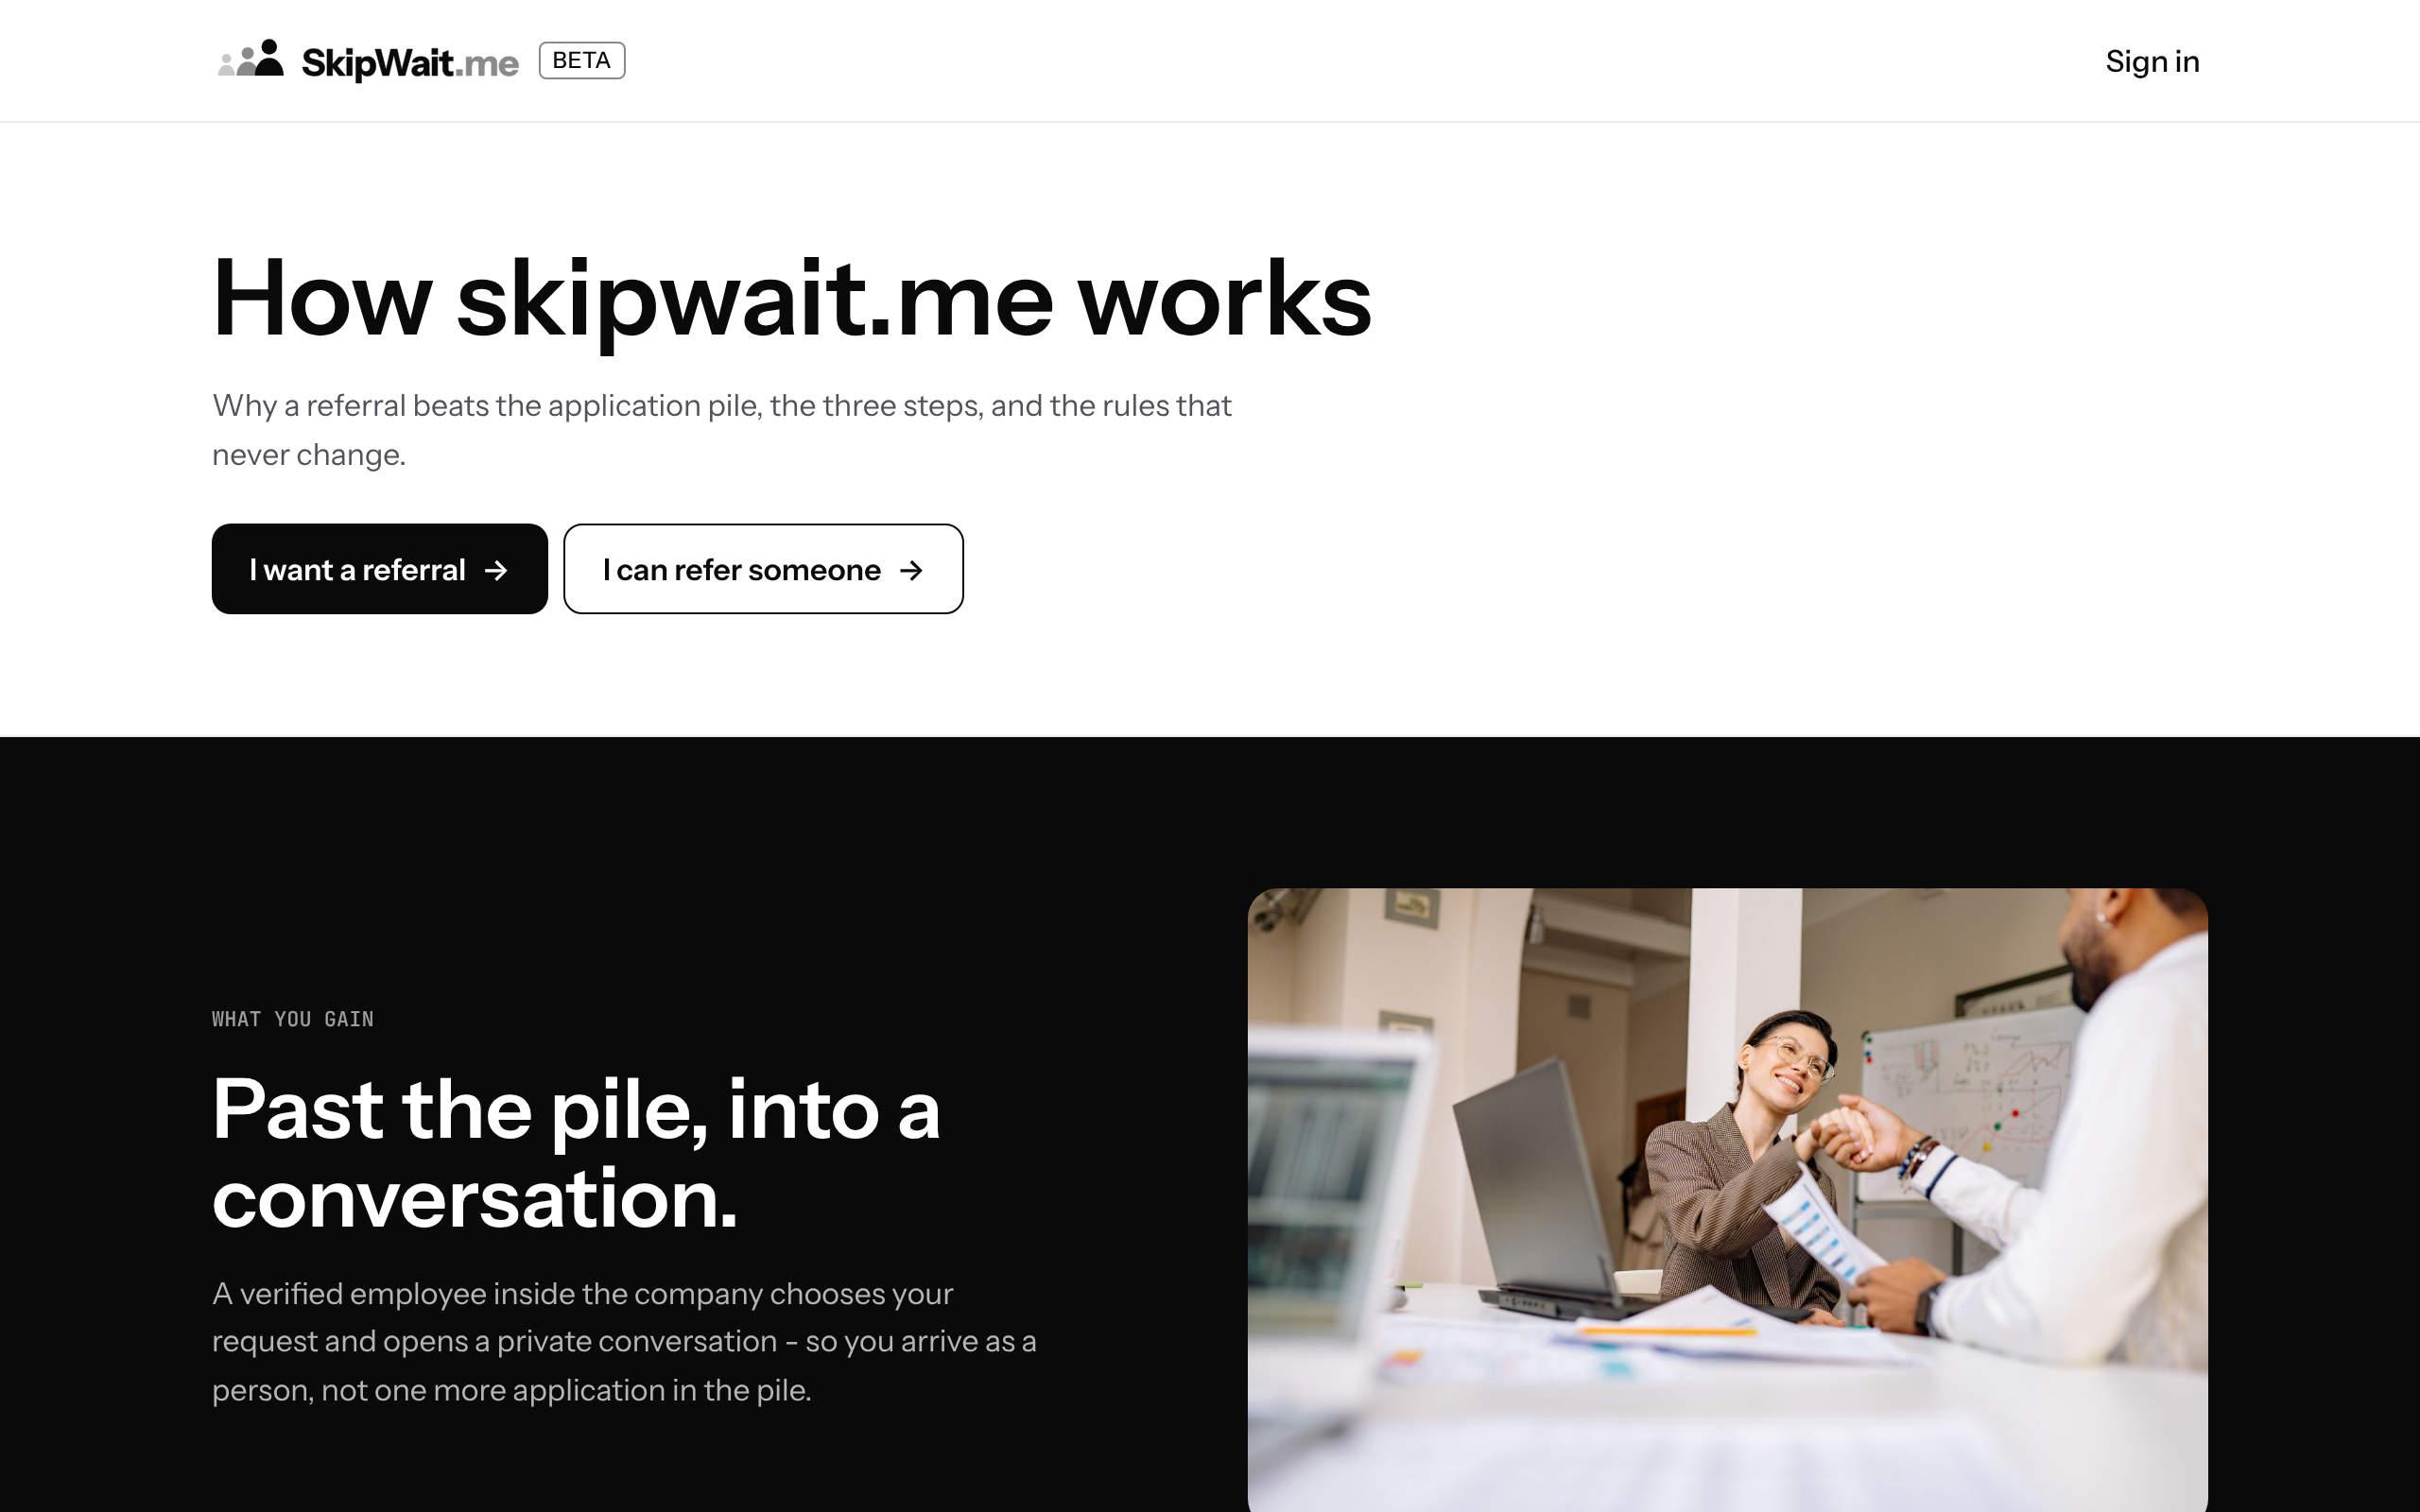 SkipWait.me BETA
Sign in
How skipwait.me works
Why a referral beats the application pile, the three steps, and the rules that
never change.
I want a referral →
I can refer someone →
WHAT YOU GAIN
Past the pile, into a
conversation.
A verified employee inside the company chooses your
request and opens a private conversation - so you arrive as a
person, not one more application in the pile.